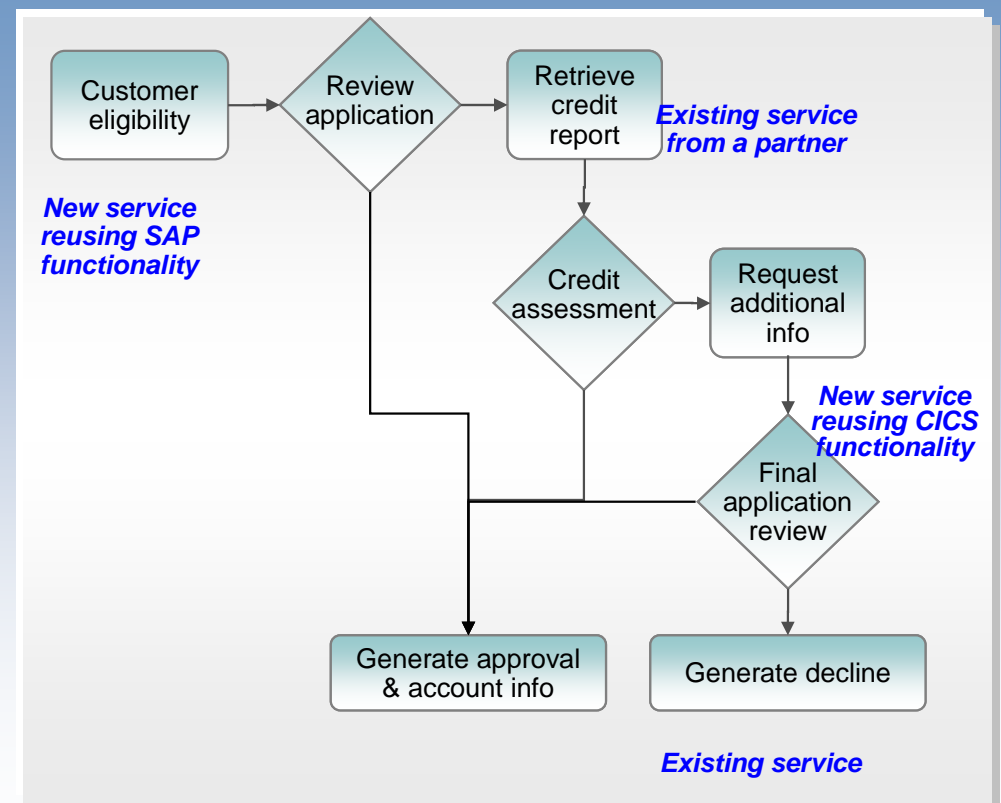 Customer
eligibility
Review
application
Retrieve
credit
report
Existing service
from a partner
New service
reusing SAP
functionality
Credit
assessment
Request
additional
info
New service
reusing CICS
functionality
Final
application
review
Generate approval
& account info
Generate decline
Existing service